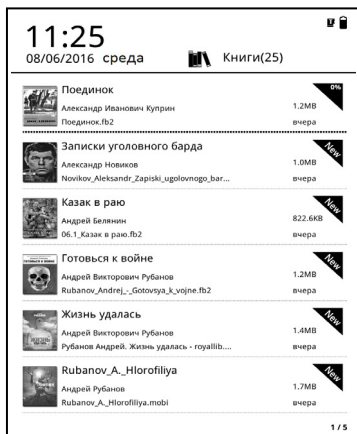 11:25
08/06/2016 среда
Книги(25)
Поединок
0%
Александр Иванович Куприн
1.2MB
Поединок.fb2
вчера
Записки уголовного барда
New
Александр Новиков
1.0MB
Novikov_Aleksandr_Zapiski_ugolovnogo_bar...
вчера
Казак в раю
New
Андрей Белянин
822.6KB
06.1_Казак в раю.fb2
вчера
Готовься к войне
New
Андрей Викторович Рубанов
1.2MB
Rubanov_Andrej_-_Gotovsya_k_vojne.fb2
вчера
Жизнь удалась
New
Андрей Викторович Рубанов
1.4MB
Рубанов Андрей. Жизнь удалась - royallib....
вчера
Rubanov_A._Hlorofiliya
New
Андрей Рубанов
1.7MB
Rubanov_A._Hlorofiliya.mobi
вчера
1 / 5